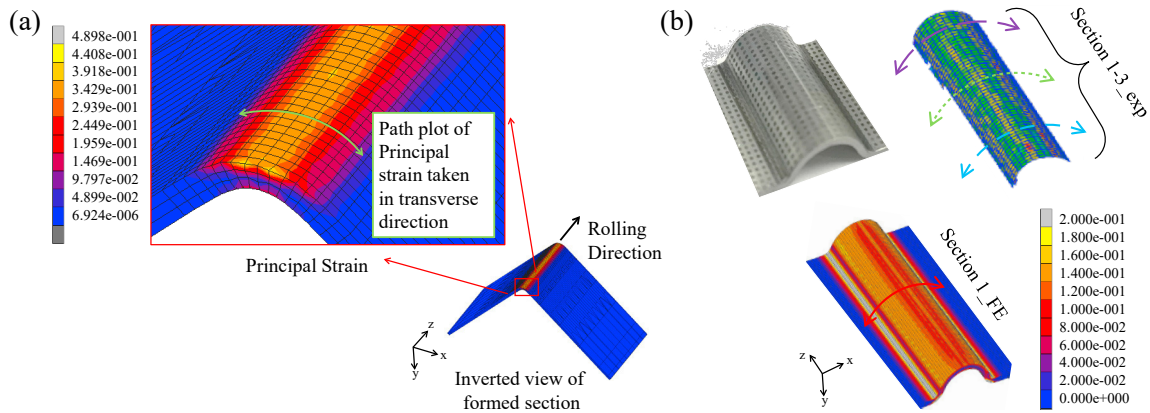 (a)
4.898e-001
4.408e-001
3.918e-001
3.429e-001
2.939e-001
2.449e-001
1.959e-001
1.469e-001
9.797e-002
4.899e-002
6.924e-006
Path plot of
Principal
strain taken
in transverse
direction
Principal Strain
Rolling
Direction
z
x
y
Inverted view of
formed section
(b)
Section 1-3_exp
Section 1_FE
2.000e-001
1.800e-001
1.600e-001
1.400e-001
1.200e-001
1.000e-001
8.000e-002
6.000e-002
4.000e-002
2.000e-002
0.000e+000
z
x
y